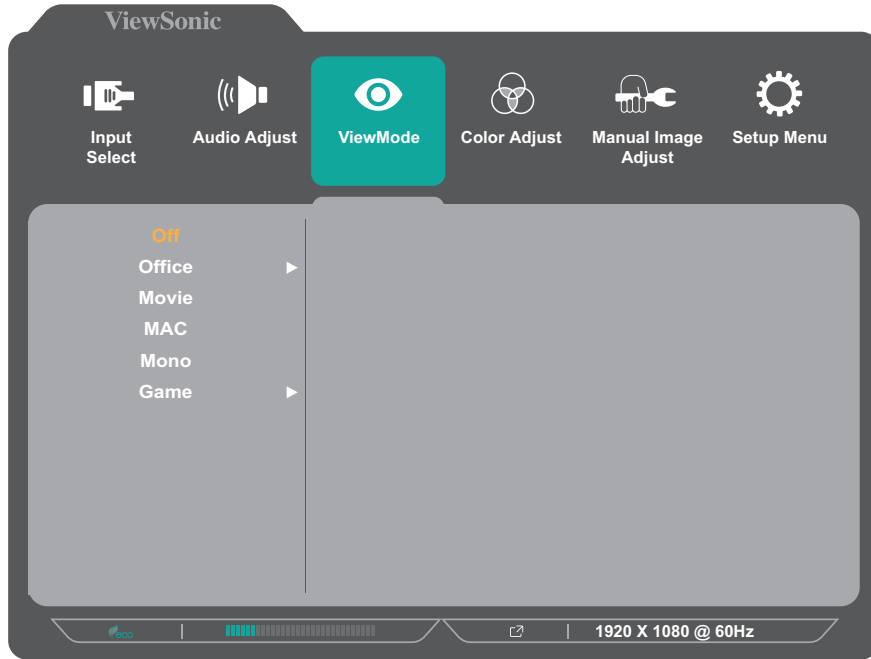 ViewSonic
Input Select
Audio Adjust
ViewMode
Color Adjust
Manual Image Adjust
Setup Menu
Off
Office
Movie
MAC
Mono
Game
eco
1920 X 1080 @ 60Hz